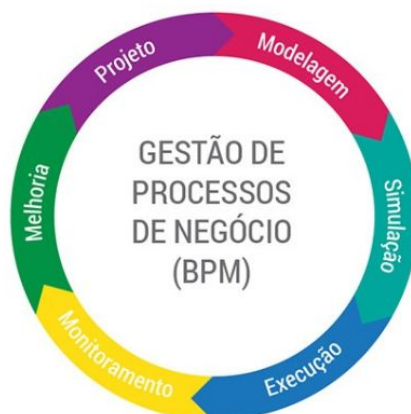 Projeto
Modelagem
Simulação
Execução
Monitoramento
Melhoria
GESTÃO DE
PROCESSOS
DE NEGÓCIO
(BPM)